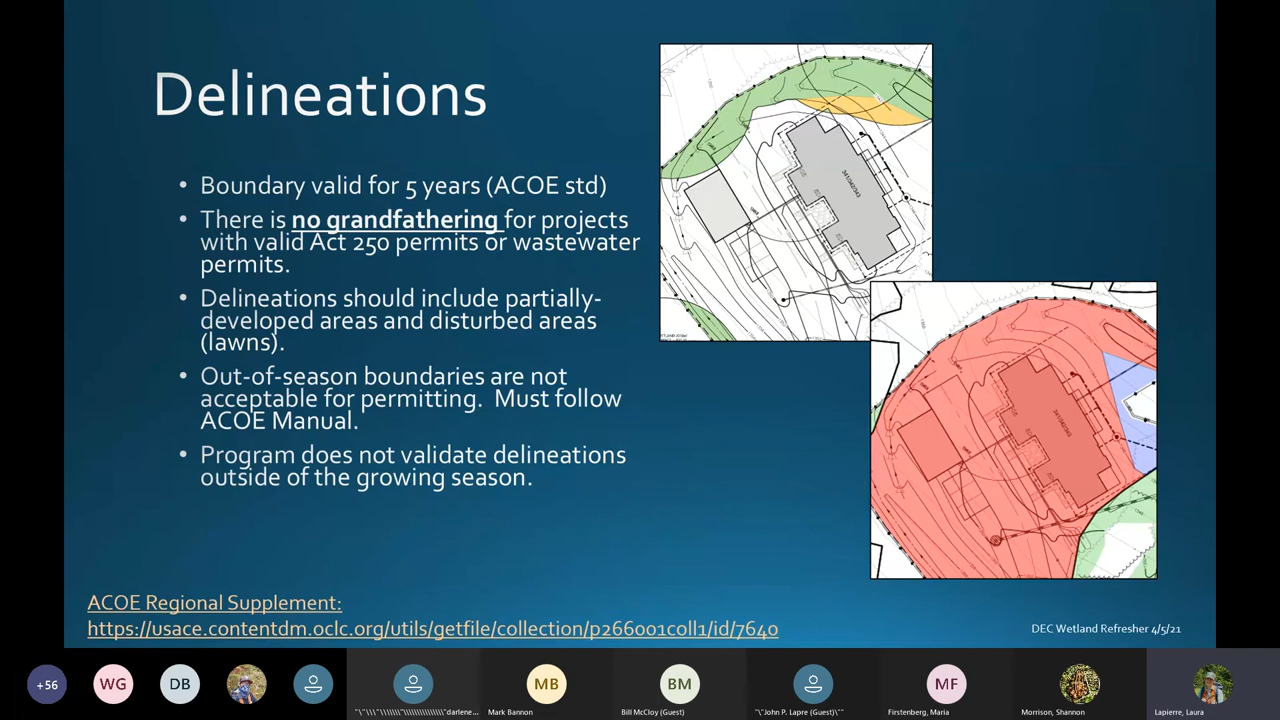 Delineations
• Boundary valid for 5 years (ACOE std)
• There is no grandfathering for projects
with valid Act 250 permits or wastewater
permits.
• Delineations should include partially-
developed areas and disturbed areas
(lawns).
• Out-of-season boundaries are not
acceptable for permitting. Must follow
ACOE Manual.
• Program does not validate delineations
outside of the growing season.
ACOE Regional Supplement:
https://usace.contentdm.oclc.org/utils/getfile/collection/p266001coll1/id/7640
DEC Wetland Refresher 4/5/21
+56
WG
DB
MB
BM
MF
Mark Bannon
Bill McCloy (Guest)
"\"John P. Lapre (Guest)\""
Firstenberg, Maria
Morrison, Shannon
Lapierre, Laura